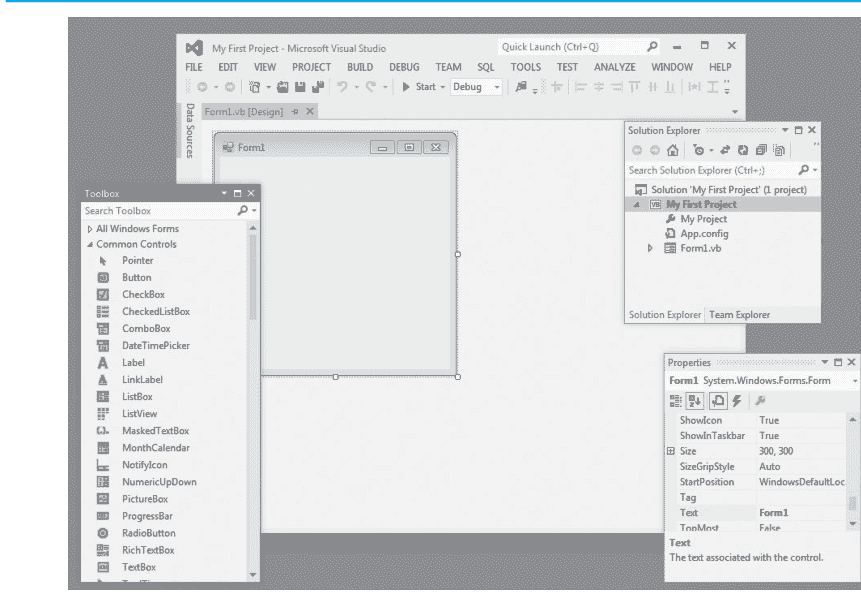 My First Project - Microsoft Visual Studio
Quick Launch (Ctrl+Q)
FILE EDIT VIEW PROJECT BUILD DEBUG TEAM SQL TOOLS TEST ANALYZE WINDOW HELP
Start Debug
Data Sources
Form1.vb [Design]
Form1
Toolbox
Search Toolbox
All Windows Forms
Common Controls
Pointer
Button
CheckBox
CheckedListBox
ComboBox
DateTimePicker
Label
LinkLabel
ListBox
ListView
MaskedTextBox
MonthCalendar
NotifyIcon
NumericUpDown
PictureBox
ProgressBar
RadioButton
RichTextBox
TextBox
Solution Explorer
Search Solution Explorer (Ctrl+;)
Solution 'My First Project' (1 project)
VB My First Project
My Project
App.config
Form1.vb
Solution Explorer Team Explorer
Properties
Form1 System.Windows.Forms.Form
ShowIcon True
ShowInTaskbar True
Size 300, 300
SizeGripStyle Auto
StartPosition WindowsDefaultLoc
Tag
Text Form1
TopMost False
Text
The text associated with the control.